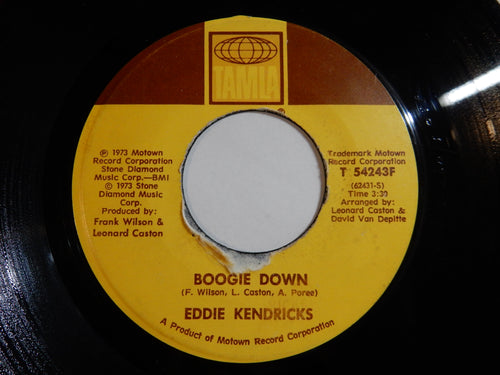 TAMLA
®
℗ 1973 Motown
Record Corporation
Stone Diamond
Music Corp.—BMI
© 1973 Stone
Diamond Music
Corp.
Produced by:
Frank Wilson &
Leonard Caston
Trademark Motown
Record Corporation
T 54243F
(62431-S)
Time 3:30
Arranged by:
Leonard Caston &
David Van Depitte
BOOGIE DOWN
(F. Wilson, L. Caston, A. Poree)
EDDIE KENDRICKS
A Product of Motown Record Corporation